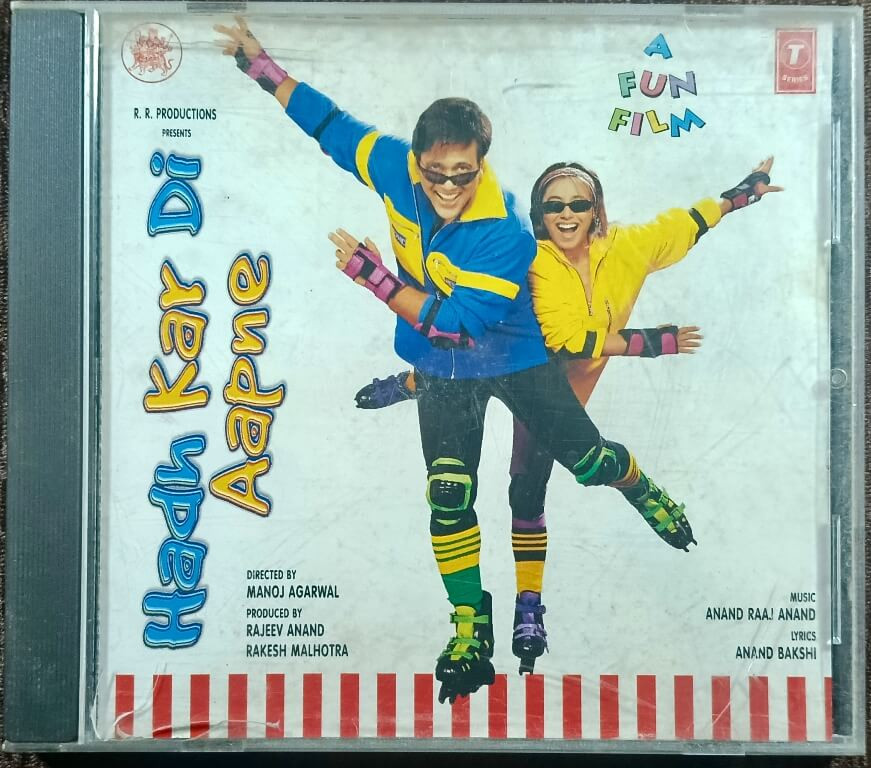 R. R. PRODUCTIONS
PRESENTS
Hadh Kar Di
Aapne
A
FUN
FILM
T
SERIES
DIRECTED BY
MANOJ AGARWAL
PRODUCED BY
RAJEEV ANAND
RAKESH MALHOTRA
MUSIC
ANAND RAAJ ANAND
LYRICS
ANAND BAKSHI